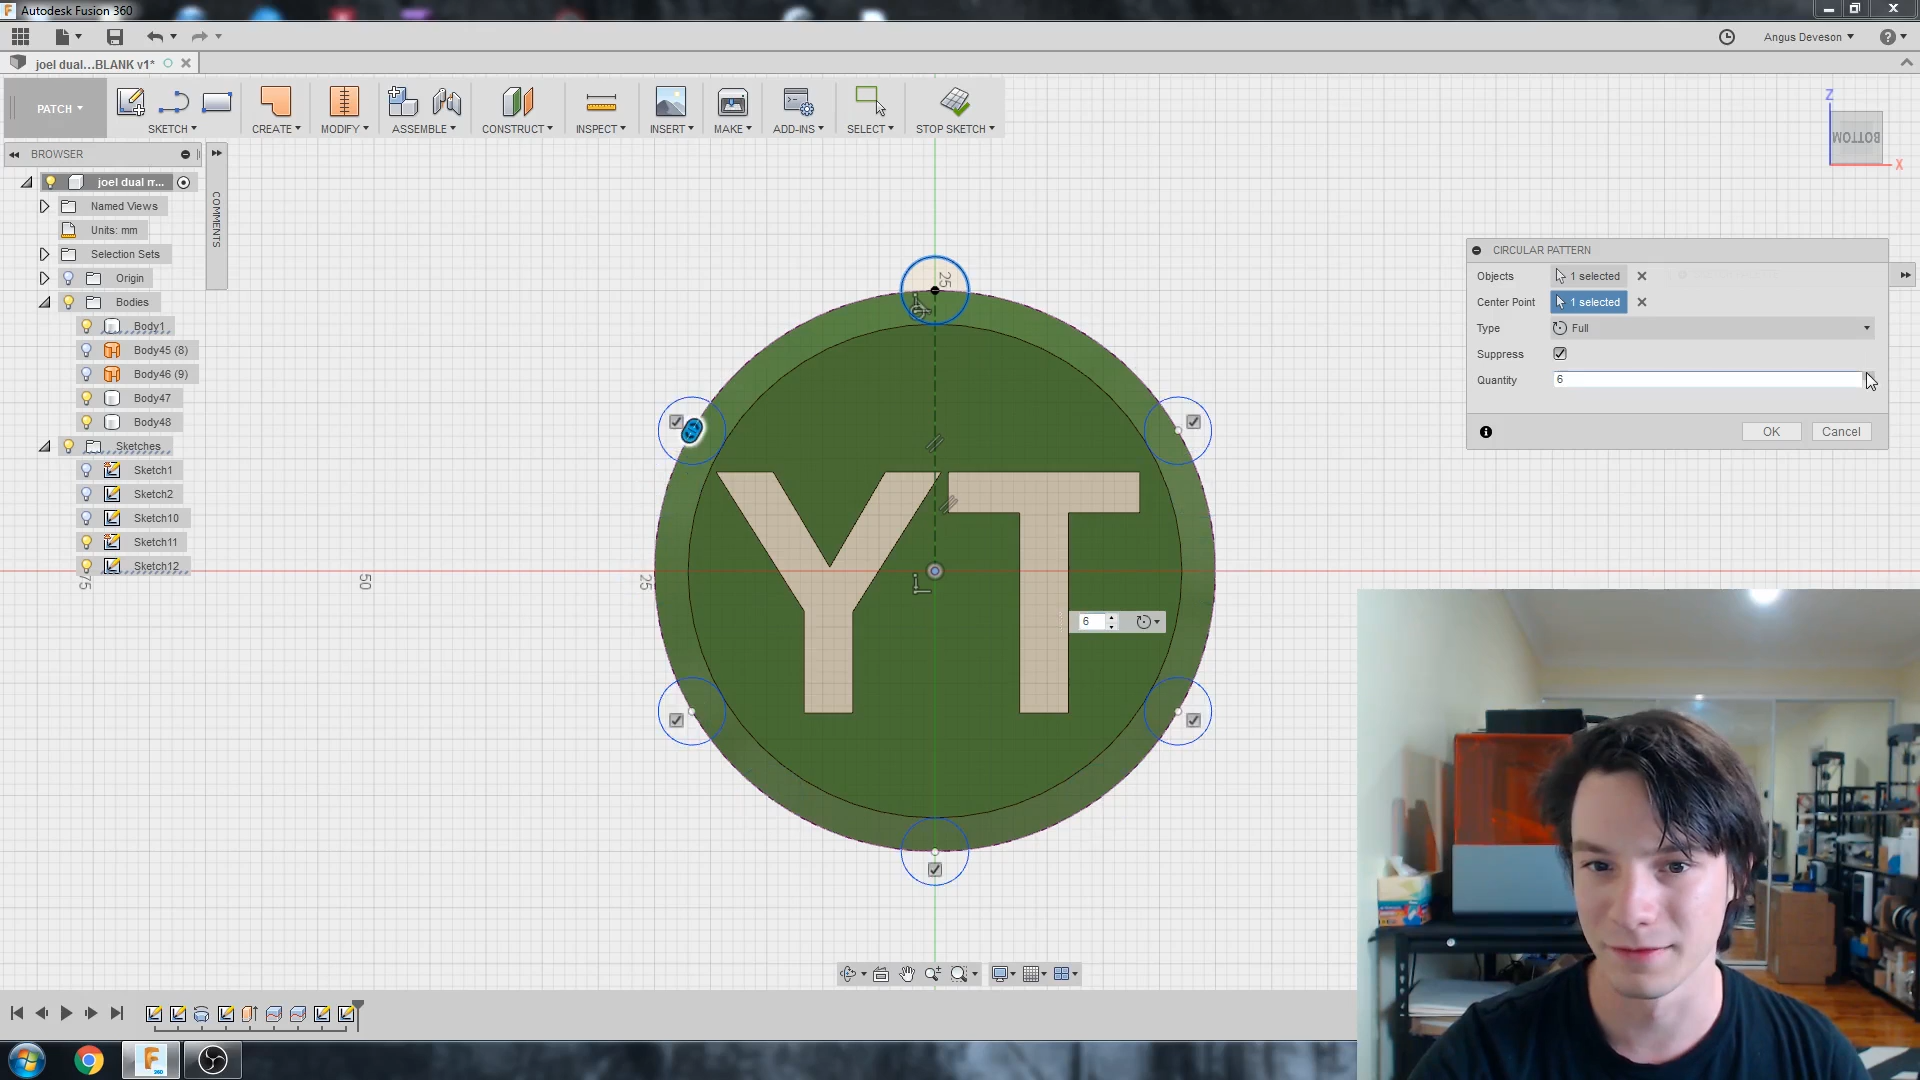 Autodesk Fusion 360
Angus Deveson
joel dual...BLANK v1*
PATCH
SKETCH
CREATE
MODIFY
ASSEMBLE
CONSTRUCT
INSPECT
INSERT
MAKE
ADD-INS
SELECT
STOP SKETCH
BROWSER
COMMENTS
joel dual m...
Named Views
Units: mm
Selection Sets
Origin
Bodies
Body1
Body45 (8)
Body46 (9)
Body47
Body48
Sketches
Sketch1
Sketch2
Sketch10
Sketch11
Sketch12
75
50
25
25
YT
6
Z
BOTTOM
X
CIRCULAR PATTERN
Objects
1 selected
Center Point
1 selected
Type
Full
Suppress
Quantity
6
OK
Cancel